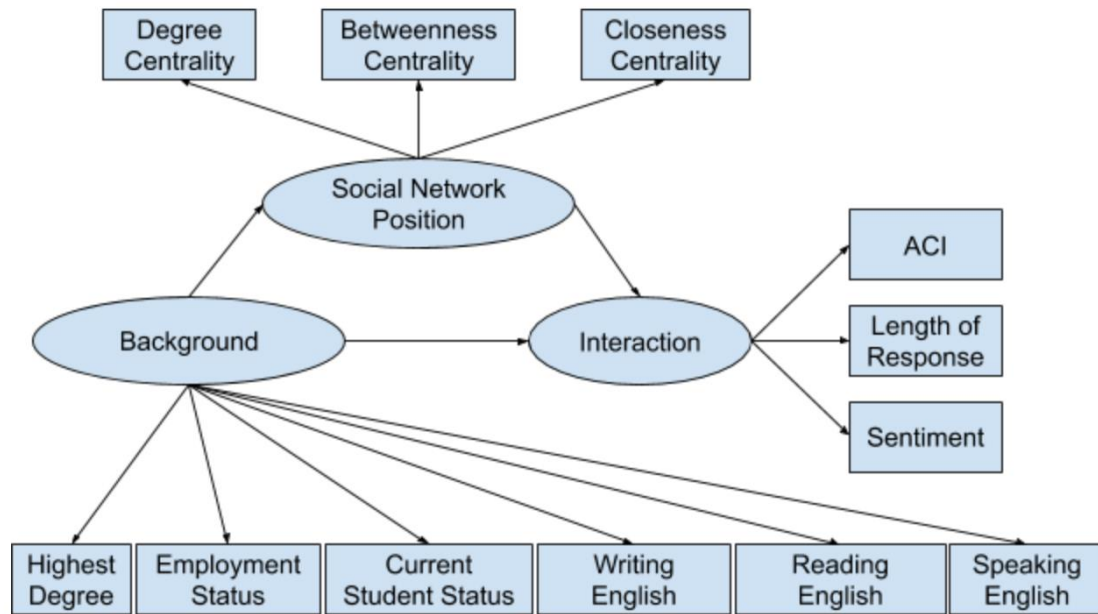 Degree
Centrality
Betweenness
Centrality
Closeness
Centrality
Social Network
Position
ACI
Background
Interaction
Length of
Response
Sentiment
Highest
Degree
Employment
Status
Current
Student Status
Writing
English
Reading
English
Speaking
English